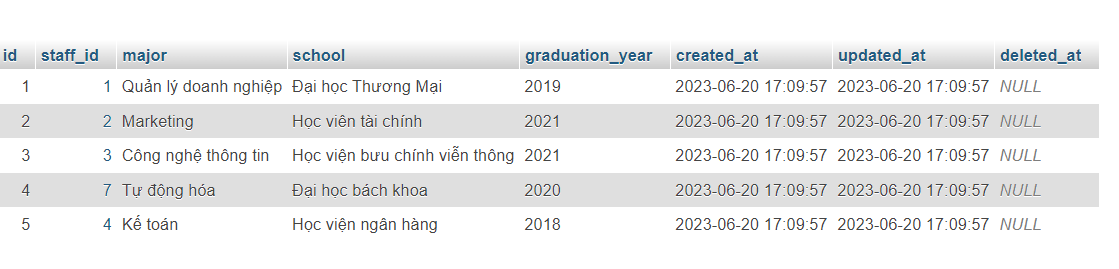 id staff_id major school graduation_year created_at updated_at deleted_at
1 1 Quản lý doanh nghiệp Đại học Thương Mại 2019 2023-06-20 17:09:57 2023-06-20 17:09:57 NULL
2 2 Marketing Học viện tài chính 2021 2023-06-20 17:09:57 2023-06-20 17:09:57 NULL
3 3 Công nghệ thông tin Học viện bưu chính viễn thông 2021 2023-06-20 17:09:57 2023-06-20 17:09:57 NULL
4 7 Tự động hóa Đại học bách khoa 2020 2023-06-20 17:09:57 2023-06-20 17:09:57 NULL
5 4 Kế toán Học viện ngân hàng 2018 2023-06-20 17:09:57 2023-06-20 17:09:57 NULL